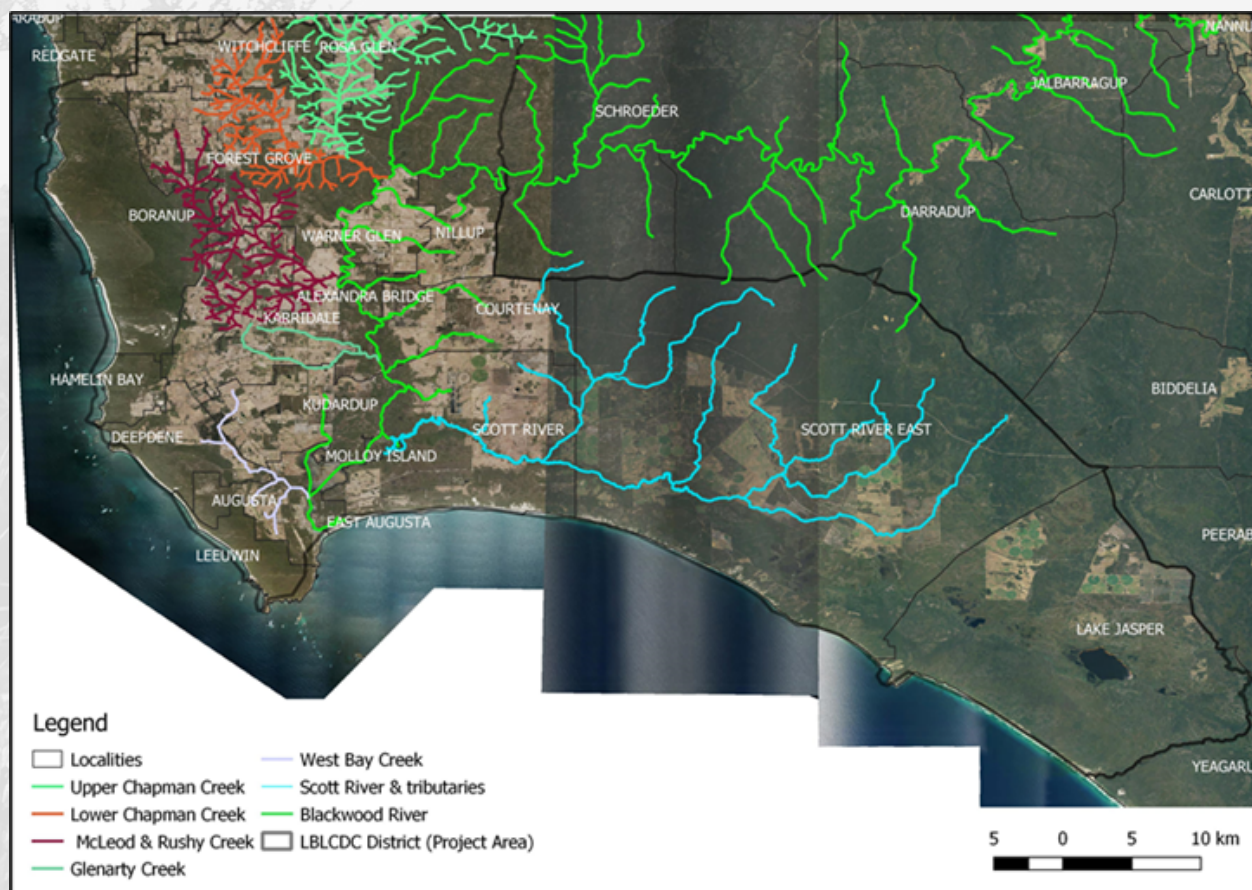 ARABUP
WITCHCLIFFE ROSA GLEN
NANNU
REDGATE
JALBARRAGUP
SCHROEDER
FOREST GROVE
CARLOTT
BORANUP
DARRADUP
WARNER GLEN
NILLUP
ALEXANDRA BRIDGE
COURTENAY
KARRIDALE
HAMELIN BAY
BIDDELIA
KUDARDUP
DEEPDENE
SCOTT RIVER
SCOTT RIVER EAST
MOLLOY ISLAND
AUGUSTA
EAST AUGUSTA
PEERAB
LEEUWIN
LAKE JASPER
YEAGARU
Legend
Localities
Upper Chapman Creek
Lower Chapman Creek
McLeod & Rushy Creek
Glenarty Creek
West Bay Creek
Scott River & tributaries
Blackwood River
LBLCDC District (Project Area)
5 0 5 10 km